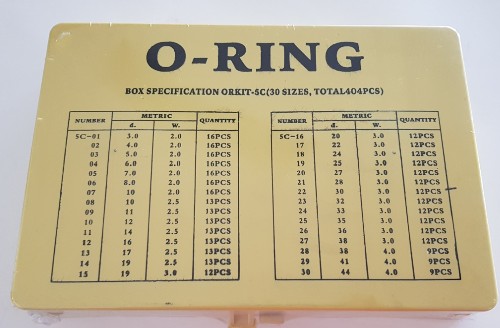 O-RING
BOX SPECIFICATION ORKIT-5C(30 SIZES, TOTAL404PCS)
NUMBER METRIC QUANTITY
d. W.
5C-01 3.0 2.0 16PCS
02 4.0 2.0 16PCS
03 5.0 2.0 16PCS
04 6.0 2.0 16PCS
05 7.0 2.0 16PCS
06 8.0 2.0 16PCS
07 10 2.0 16PCS
08 10 2.5 13PCS
09 11 2.5 13PCS
10 12 2.5 13PCS
11 14 2.5 13PCS
12 16 2.5 13PCS
13 17 2.5 13PCS
14 19 2.5 13PCS
15 19 3.0 12PCS
NUMBER METRIC QUANTITY
d. W.
5C-16 20 3.0 12PCS
17 22 3.0 12PCS
18 24 3.0 12PCS
19 25 3.0 12PCS
20 27 3.0 12PCS
21 28 3.0 12PCS
22 30 3.0 12PCS
23 32 3.0 12PCS
24 33 3.0 12PCS
25 35 3.0 12PCS
26 36 3.0 12PCS
27 38 3.0 12PCS
28 38 4.0 9PCS
29 41 4.0 9PCS
30 44 4.0 9PCS